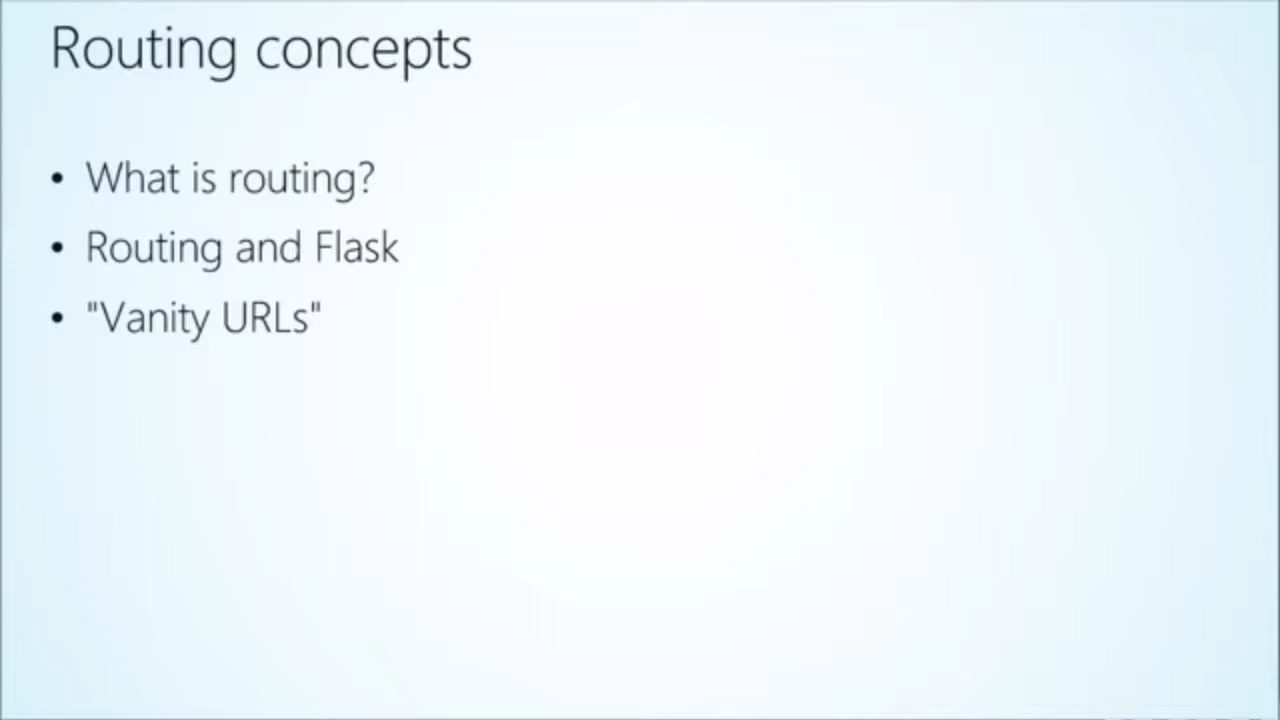 Routing concepts
• What is routing?
• Routing and Flask
• "Vanity URLs"